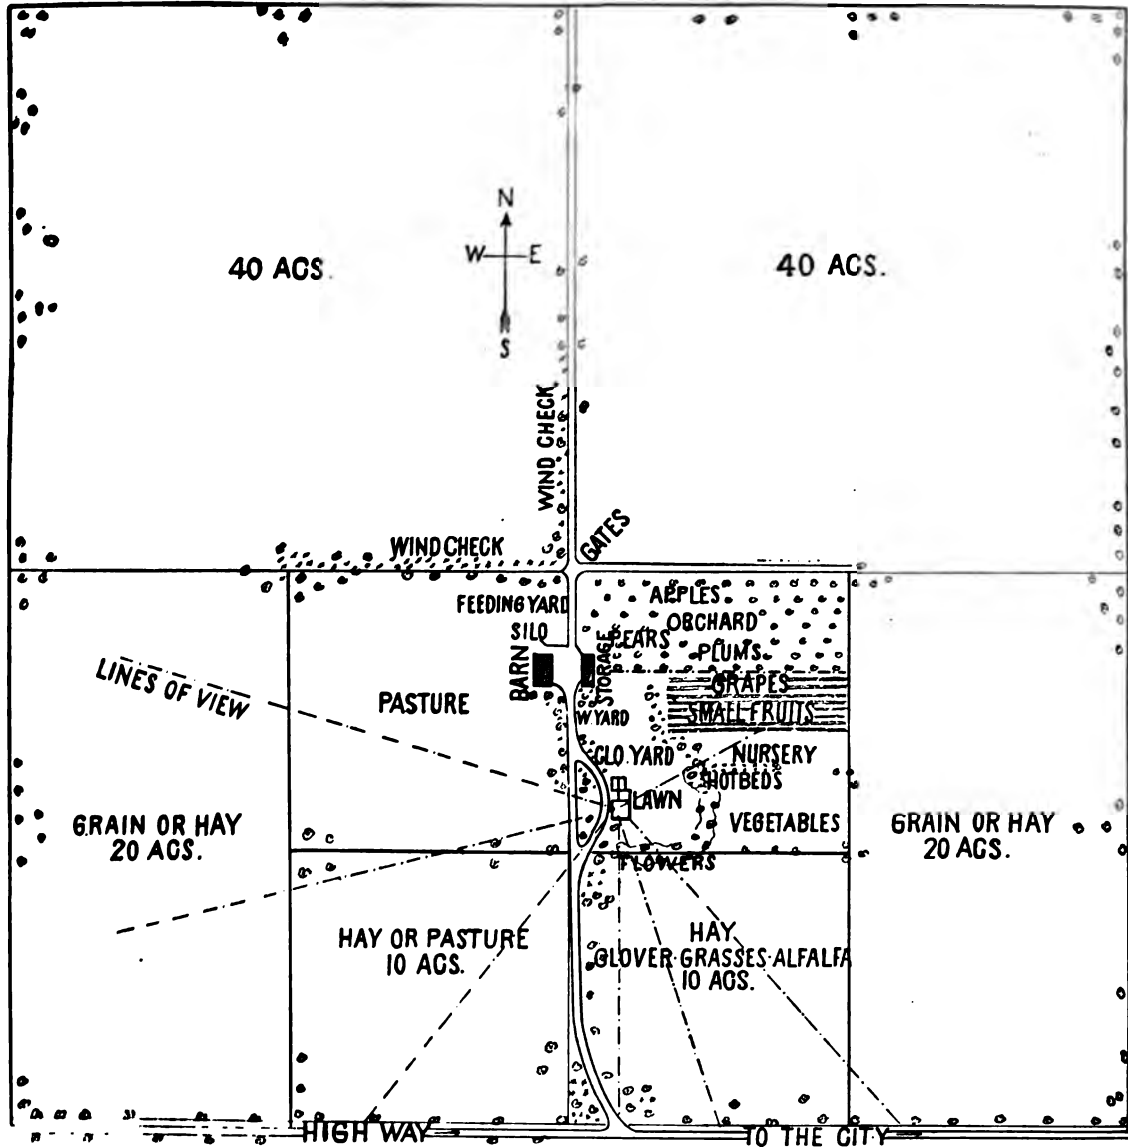 N
W E
S
40 ACS.
40 ACS.
WIND CHECK
GATES
WIND CHECK
FEEDING YARD
APPLES
ORCHARD
SILO
PEARS
PLUMS
BARN
STORAGE
LINES OF VIEW
PASTURE
GRAPES
SMALL FRUITS
W. YARD
CLO. YARD
NURSERY
HOTBEDS
LAWN
VEGETABLES
GRAIN OR HAY
20 ACS.
GRAIN OR HAY
20 ACS.
FLOWERS
HAY OR PASTURE
10 ACS.
HAY
CLOVER GRASSES ALFALFA
10 ACS.
HIGH WAY
TO THE CITY